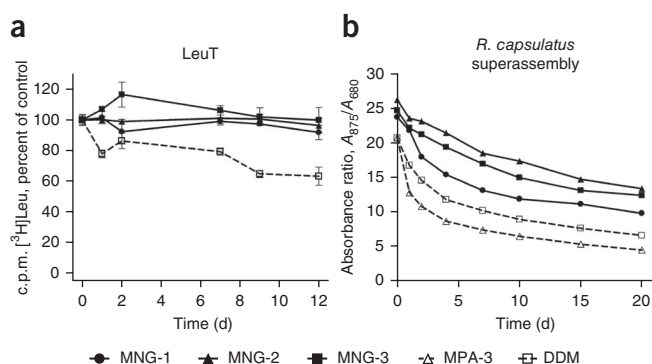 a
LeuT
c.p.m. [³H]Leu, percent of control
120
100
80
60
40
20
0
0 2 4 6 8 10 12
Time (d)
b
R. capsulatus
superassembly
Absorbance ratio, A₈₇₅/A₆₈₀
30
25
20
15
10
5
0
0 5 10 15 20
Time (d)
MNG-1 MNG-2 MNG-3 MPA-3 DDM